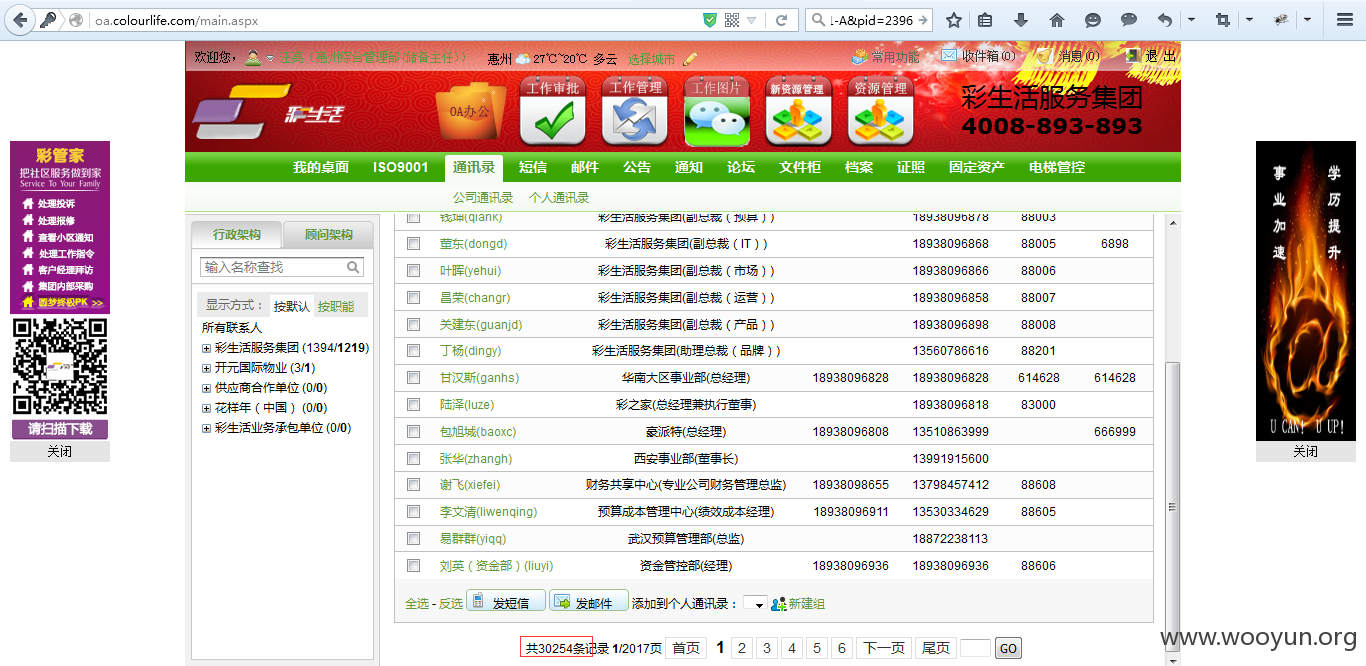 oa.colourlife.com/main.aspx
:-A&tpid=2396
欢迎您，
汪亮（惠州综合管理部(储备主任)）
惠州 27℃~20℃ 多云 选择城市
常用功能 收件箱(0) 消息(0) 退出
彩生活
OA办公
工作审批 工作管理 工作图片 新资源管理 资源管理
彩生活服务集团
4008-893-893
我的桌面 ISO9001 通讯录 短信 邮件 公告 通知 论坛 文件柜 档案 证照 固定资产 电梯管控
公司通讯录 个人通讯录
彩管家
把社区服务做到家
Service To Your Family
处理投诉
处理报修
查看小区通知
处理工作指令
客户经理拜访
集团内部采购
圆梦终极PK >>
请扫描下载
关闭
行政架构 顾问架构
输入名称查找
显示方式： 按默认 按职能
所有联系人
彩生活服务集团 (1394/1219)
开元国际物业 (3/1)
供应商合作单位 (0/0)
花样年（中国）(0/0)
彩生活业务承包单位 (0/0)
钱坤(qiank) 彩生活服务集团(副总裁（预算）) 18938096878 88003
董东(dongd) 彩生活服务集团(副总裁（IT）) 18938096868 88005 6898
叶晖(yehui) 彩生活服务集团(副总裁（市场）) 18938096866 88006
昌荣(changr) 彩生活服务集团(副总裁（运营）) 18938096858 88007
关建东(guanjd) 彩生活服务集团(副总裁（产品）) 18938096898 88008
丁杨(dingy) 彩生活服务集团(助理总裁（品牌）) 13560786616 88201
甘汉斯(ganhs) 华南大区事业部(总经理) 18938096828 18938096828 614628 614628
陆泽(luze) 彩之家(总经理兼执行董事) 18938096818 83000
包旭城(baoxc) 豪派特(总经理) 18938096808 13510863999 666999
张华(zhangh) 西安事业部(董事长) 13991915600
谢飞(xiefei) 财务共享中心(专业公司财务管理总监) 18938098655 13798457412 88608
李文清(liwenqing) 预算成本管理中心(绩效成本经理) 18938096911 13530334629 88605
易群群(yiqq) 武汉预算管理部(总监) 18872238113
刘英（资金部）(liuyi) 资金管控部(经理) 18938096936 18938096936 88606
全选 - 反选 发短信 发邮件 添加到个人通讯录： 新建组
共30254条记录 1/2017页 首页 1 2 3 4 5 6 下一页 尾页 GO
事业加速
学历提升
U CAN! U UP!
关闭
www.wooyun.org